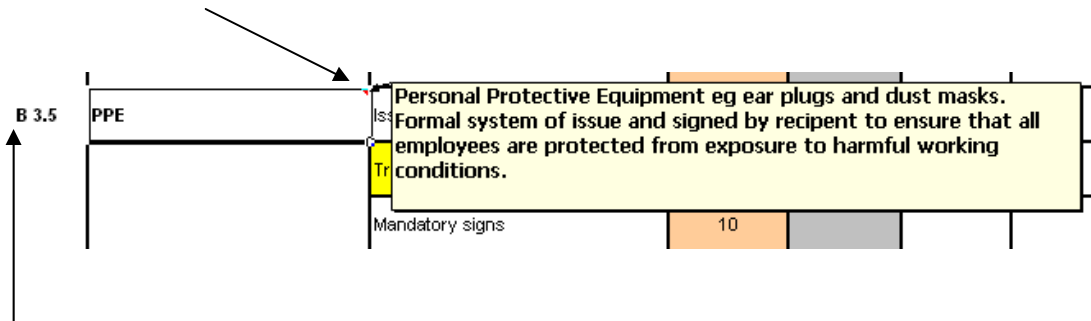 B 3.5 PPE
Personal Protective Equipment eg ear plugs and dust masks.
Formal system of issue and signed by recipent to ensure that all
employees are protected from exposure to harmful working
conditions.
Mandatory signs 10